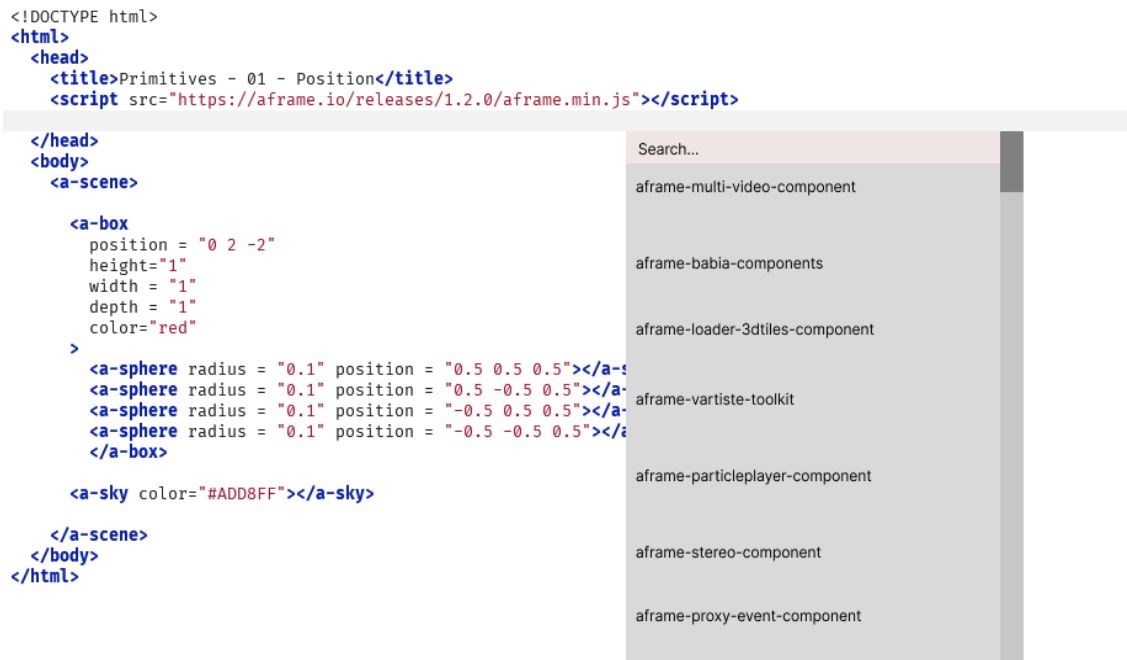 <!DOCTYPE html>
<html>
<head>
<title>Primitives - 01 - Position</title>
<script src="https://aframe.io/releases/1.2.0/aframe.min.js"></script>
</head>
<body>
<a-scene>
<a-box
position = "0 2 -2"
height="1"
width = "1"
depth = "1"
color="red"
>
<a-sphere radius = "0.1" position = "0.5 0.5 0.5"></a-s
<a-sphere radius = "0.1" position = "0.5 -0.5 0.5"></a-
<a-sphere radius = "0.1" position = "-0.5 0.5 0.5"></a-
<a-sphere radius = "0.1" position = "-0.5 -0.5 0.5"></a
</a-box>
<a-sky color="#ADD8FF"></a-sky>
</a-scene>
</body>
</html>
Search...
aframe-multi-video-component
aframe-babia-components
aframe-loader-3dtiles-component
aframe-vartiste-toolkit
aframe-particleplayer-component
aframe-stereo-component
aframe-proxy-event-component